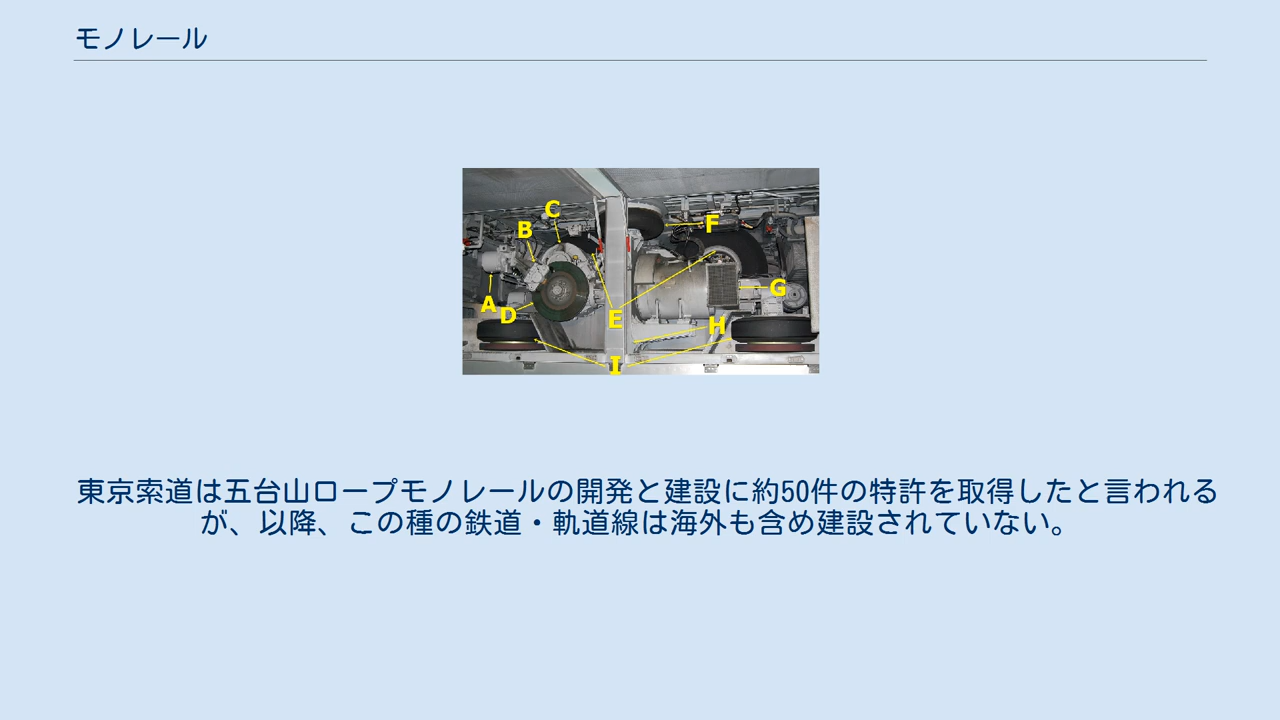 モノレール
C
B
F
A
D
G
E
H
I
東京索道は五台山ロープモノレールの開発と建設に約50件の特許を取得したと言われる
が、以降、この種の鉄道・軌道線は海外も含め建設されていない。